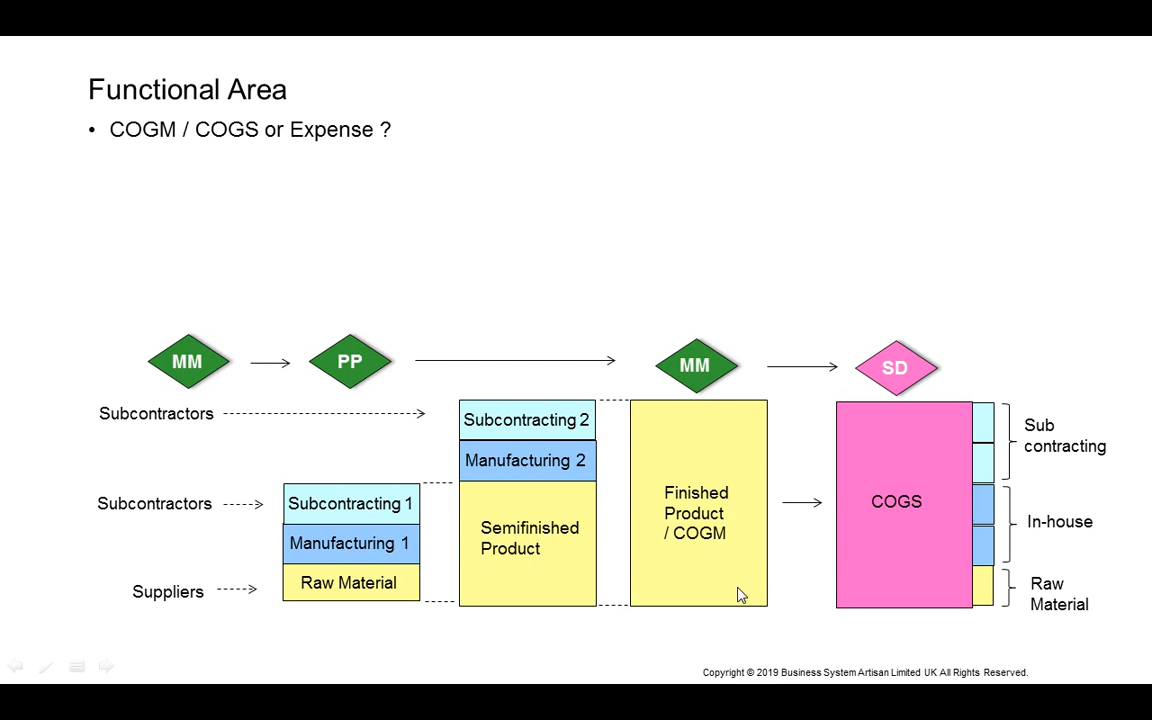 Functional Area
• COGM / COGS or Expense ?
MM
PP
MM
SD
Subcontractors
Subcontracting 2
Sub
contracting
Manufacturing 2
Subcontractors
Subcontracting 1
Finished
Product
/ COGM
COGS
Semifinished
Product
In-house
Manufacturing 1
Suppliers
Raw Material
Raw
Material
Copyright © 2019 Business System Artisan Limited UK All Rights Reserved.